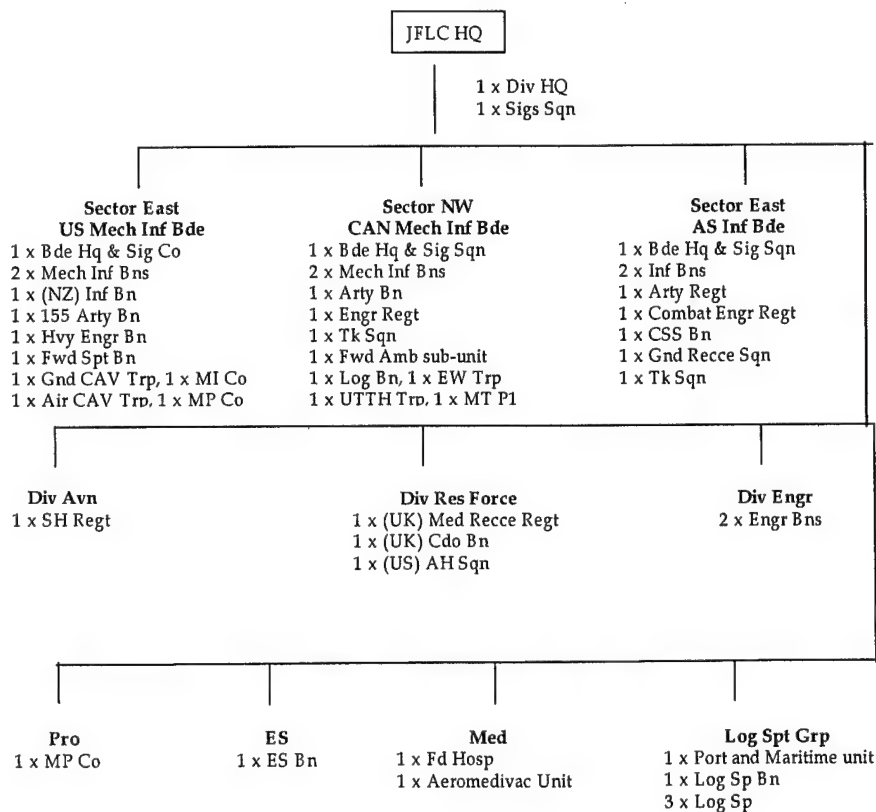 JFLC HQ
1 x Div HQ
1 x Sigs Sqn
Sector East
US Mech Inf Bde
1 x Bde Hq & Sig Co
2 x Mech Inf Bns
1 x (NZ) Inf Bn
1 x 155 Arty Bn
1 x Hvy Engr Bn
1 x Fwd Spt Bn
1 x Gnd CAV Trp, 1 x MI Co
1 x Air CAV Trp, 1 x MP Co
Sector NW
CAN Mech Inf Bde
1 x Bde Hq & Sig Sqn
2 x Mech Inf Bns
1 x Arty Bn
1 x Engr Regt
1 x Tk Sqn
1 x Fwd Amb sub-unit
1 x Log Bn, 1 x EW Trp
1 x UTTH Trp, 1 x MT P1
Sector East
AS Inf Bde
1 x Bde Hq & Sig Sqn
2 x Inf Bns
1 x Arty Regt
1 x Combat Engr Regt
1 x CSS Bn
1 x Gnd Recce Sqn
1 x Tk Sqn
Div Avn
1 x SH Regt
Div Res Force
1 x (UK) Med Recce Regt
1 x (UK) Cdo Bn
1 x (US) AH Sqn
Div Engr
2 x Engr Bns
Pro
1 x MP Co
ES
1 x ES Bn
Med
1 x Fd Hosp
1 x Aeromedivac Unit
Log Spt Grp
1 x Port and Maritime unit
1 x Log Sp Bn
3 x Log Sp